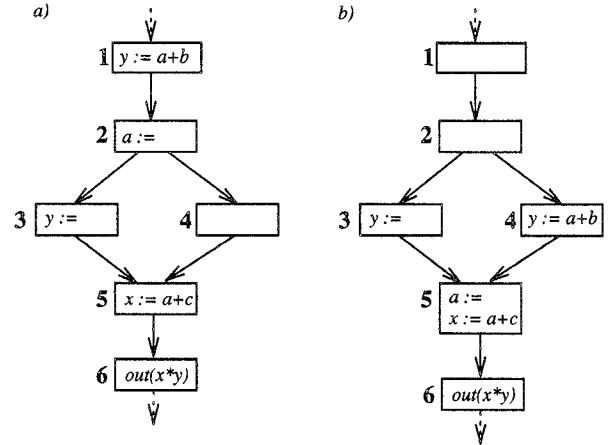 a)
1 y := a+b
2 a :=
3 y :=
4
5 x := a+c
6 out(x*y)
b)
1
2
3 y :=
4 y := a+b
5 a :=
x := a+c
6 out(x*y)